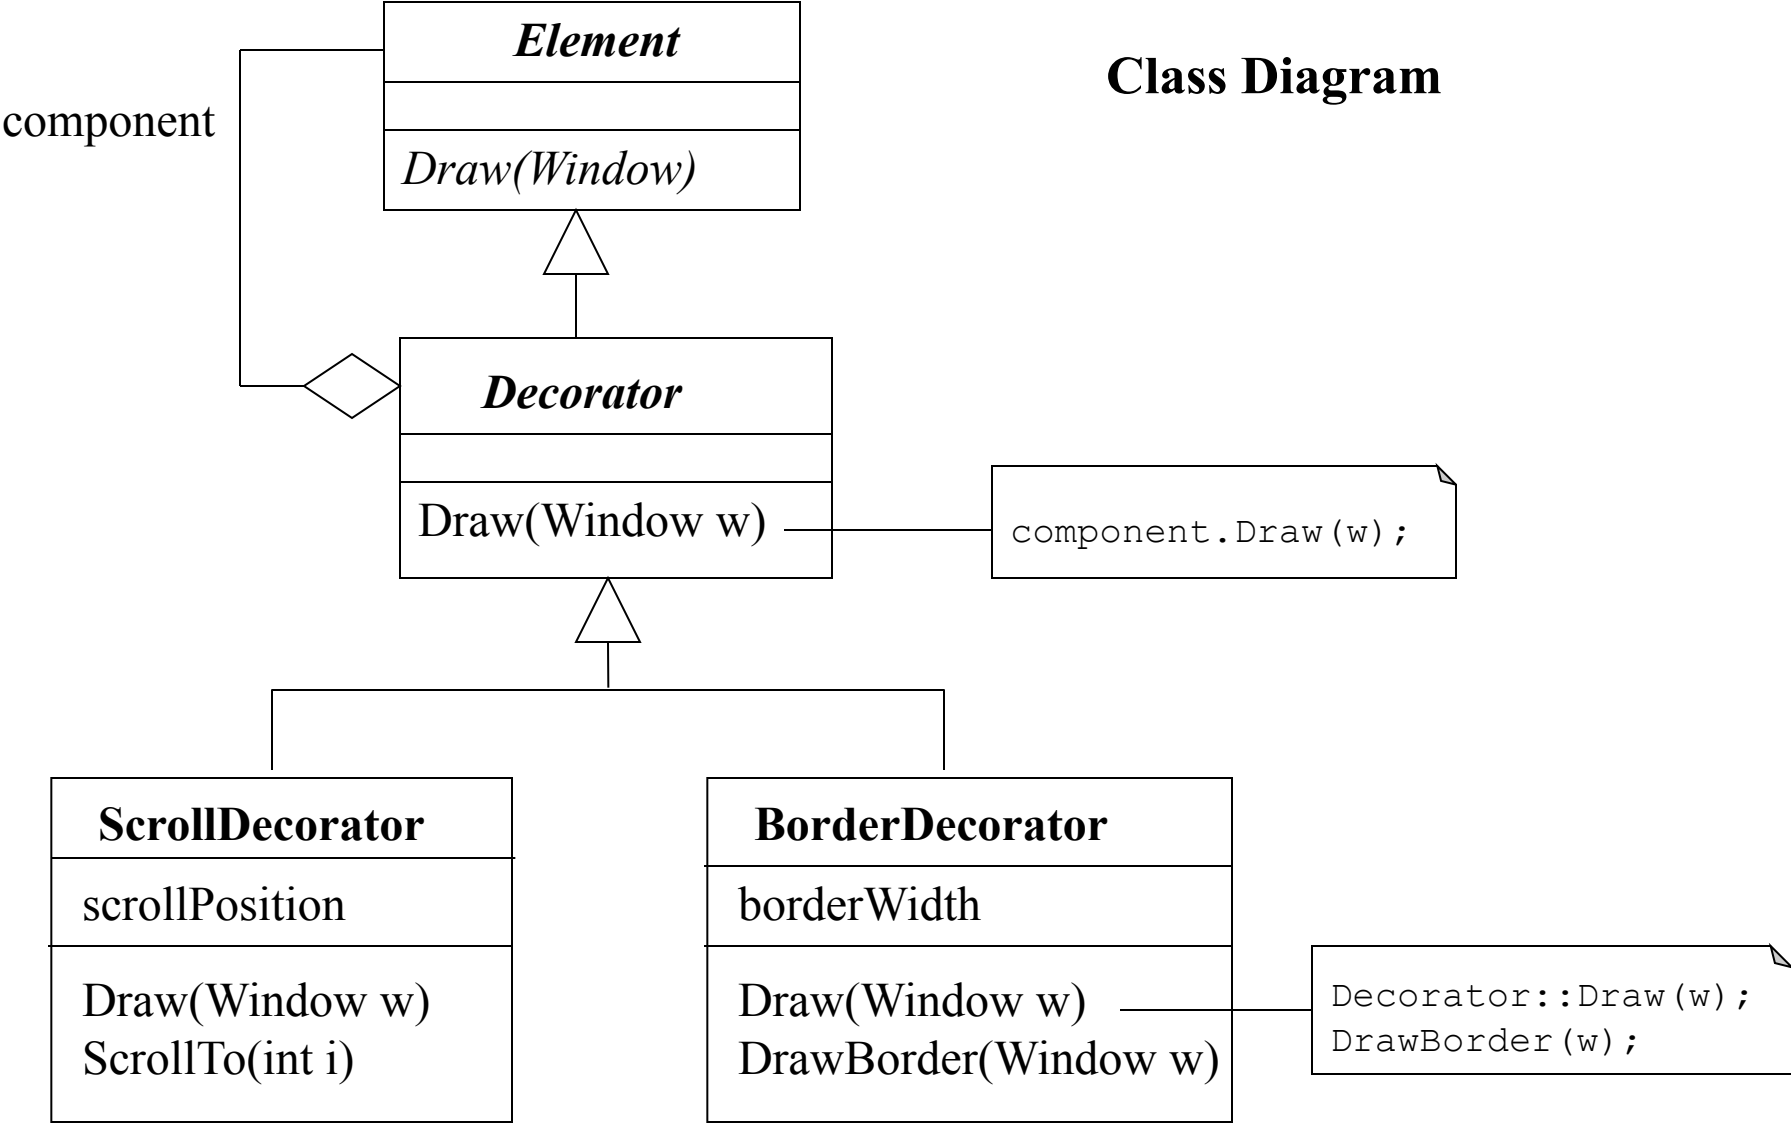 Element
Class Diagram
component
Draw(Window)
Decorator
Draw(Window w)
component.Draw(w);
ScrollDecorator
scrollPosition
Draw(Window w)
ScrollTo(int i)
BorderDecorator
borderWidth
Draw(Window w)
DrawBorder(Window w)
Decorator::Draw(w);
DrawBorder(w);